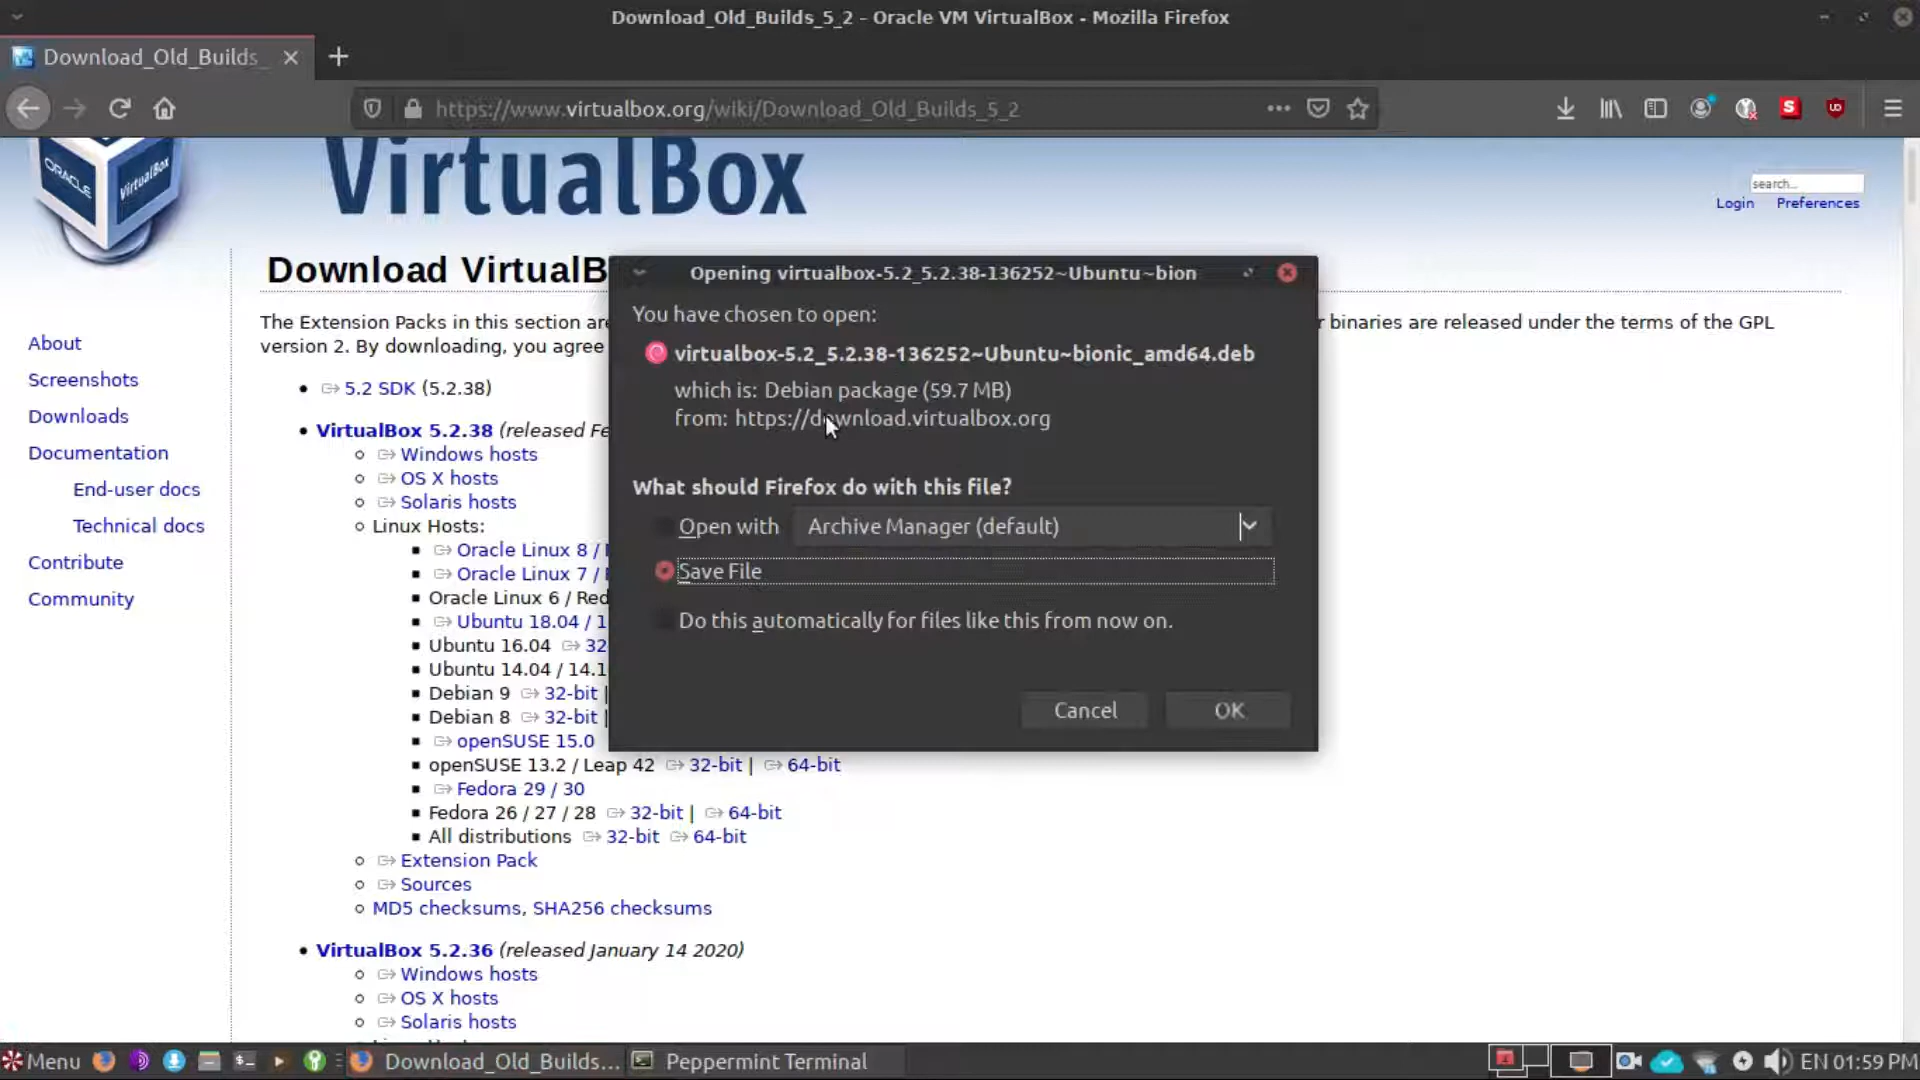 Download_Old_Builds_5_2 - Oracle VM VirtualBox - Mozilla Firefox
Download_Old_Builds_
https://www.virtualbox.org/wiki/Download_Old_Builds_5_2
ORACLE
VirtualBox
VirtualBox
search...
Login Preferences
Download VirtualB
The Extension Packs in this section are
r binaries are released under the terms of the GPL
version 2. By downloading, you agree
About
Screenshots
Downloads
Documentation
End-user docs
Technical docs
Contribute
Community
5.2 SDK (5.2.38)
VirtualBox 5.2.38 (released Fe
Windows hosts
OS X hosts
Solaris hosts
Linux Hosts:
Oracle Linux 8 /
Oracle Linux 7 /
Oracle Linux 6 / Red
Ubuntu 18.04 / 1
Ubuntu 16.04 32
Ubuntu 14.04 / 14.1
Debian 9 32-bit |
Debian 8 32-bit |
openSUSE 15.0
openSUSE 13.2 / Leap 42 32-bit | 64-bit
Fedora 29 / 30
Fedora 26 / 27 / 28 32-bit | 64-bit
All distributions 32-bit 64-bit
Extension Pack
Sources
MD5 checksums, SHA256 checksums
VirtualBox 5.2.36 (released January 14 2020)
Windows hosts
OS X hosts
Solaris hosts
Opening virtualbox-5.2_5.2.38-136252~Ubuntu~bion
You have chosen to open:
virtualbox-5.2_5.2.38-136252~Ubuntu~bionic_amd64.deb
which is: Debian package (59.7 MB)
from: https://download.virtualbox.org
What should Firefox do with this file?
Open with Archive Manager (default)
Save File
Do this automatically for files like this from now on.
Cancel OK
Menu Download_Old_Builds... Peppermint Terminal EN 01:59 PM